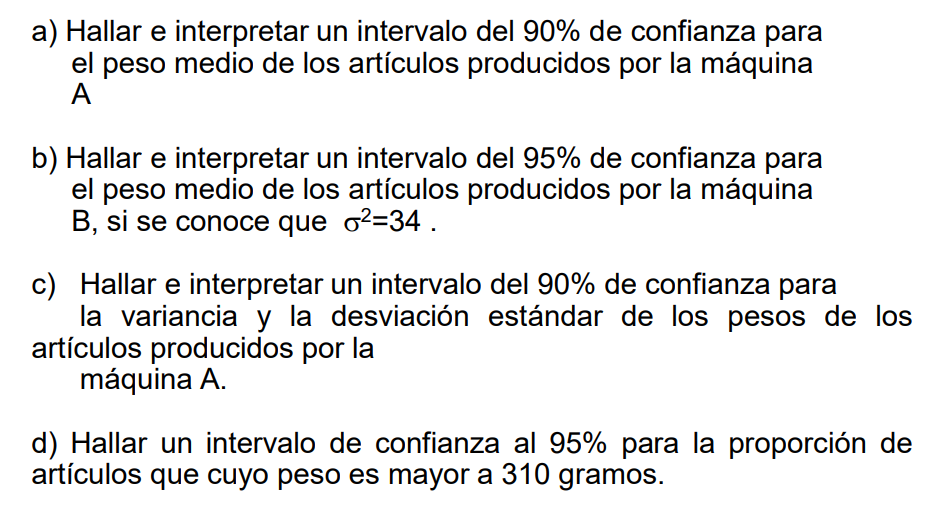 a) Hallar e interpretar un intervalo del 90% de confianza para
el peso medio de los artículos producidos por la máquina
A
b) Hallar e interpretar un intervalo del 95% de confianza para
el peso medio de los artículos producidos por la máquina
B, si se conoce que σ²=34 .
c) Hallar e interpretar un intervalo del 90% de confianza para
la variancia y la desviación estándar de los pesos de los
artículos producidos por la
máquina A.
d) Hallar un intervalo de confianza al 95% para la proporción de
artículos que cuyo peso es mayor a 310 gramos.